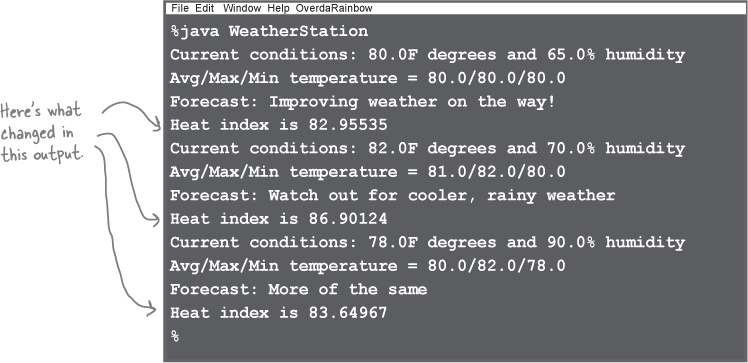 File Edit Window Help OverdaRainbow
%java WeatherStation
Current conditions: 80.0F degrees and 65.0% humidity
Avg/Max/Min temperature = 80.0/80.0/80.0
Forecast: Improving weather on the way!
Heat index is 82.95535
Current conditions: 82.0F degrees and 70.0% humidity
Avg/Max/Min temperature = 81.0/82.0/80.0
Forecast: Watch out for cooler, rainy weather
Heat index is 86.90124
Current conditions: 78.0F degrees and 90.0% humidity
Avg/Max/Min temperature = 80.0/82.0/78.0
Forecast: More of the same
Heat index is 83.64967
%
Here's what
changed in
this output.